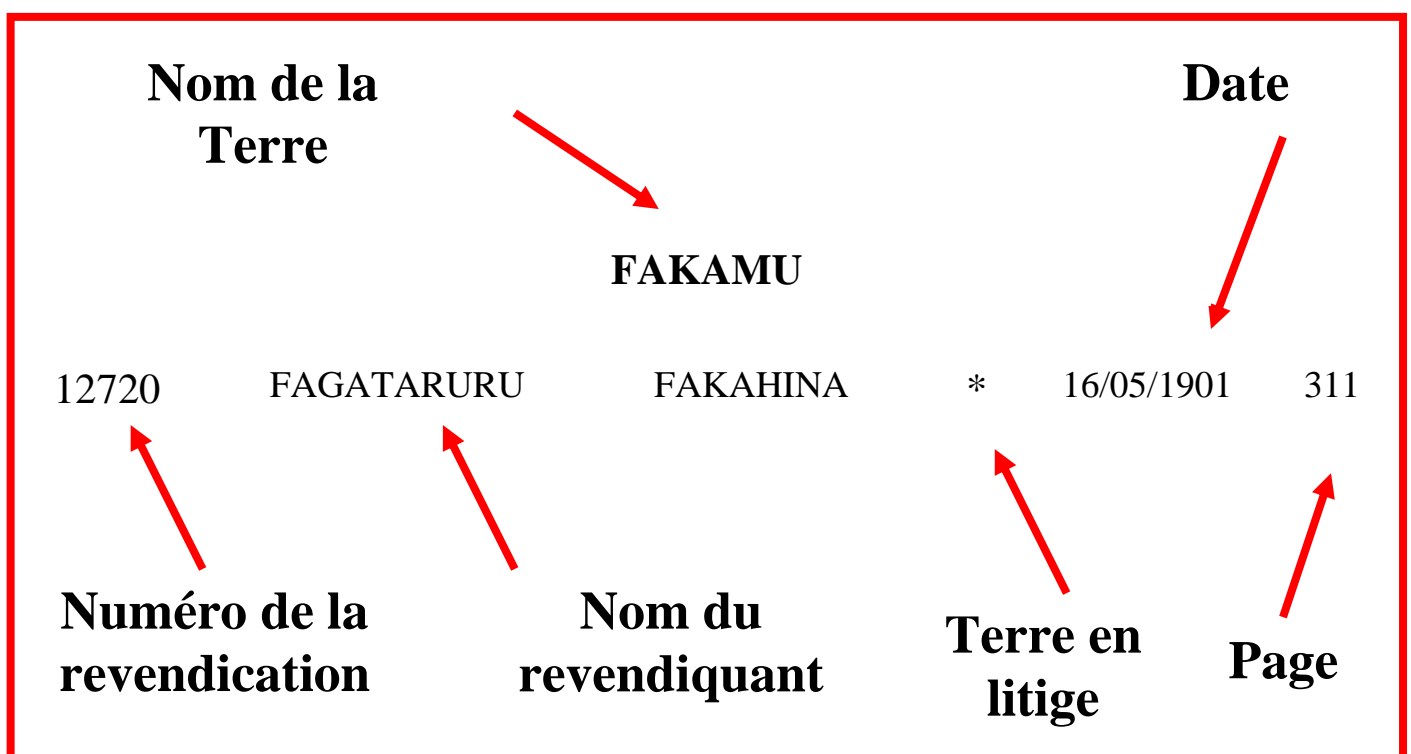 Nom de la
Terre
Date
FAKAMU
12720 FAGATARURU FAKAHINA * 16/05/1901 311
Numéro de la
revendication
Nom du
revendiquant
Terre en
litige
Page